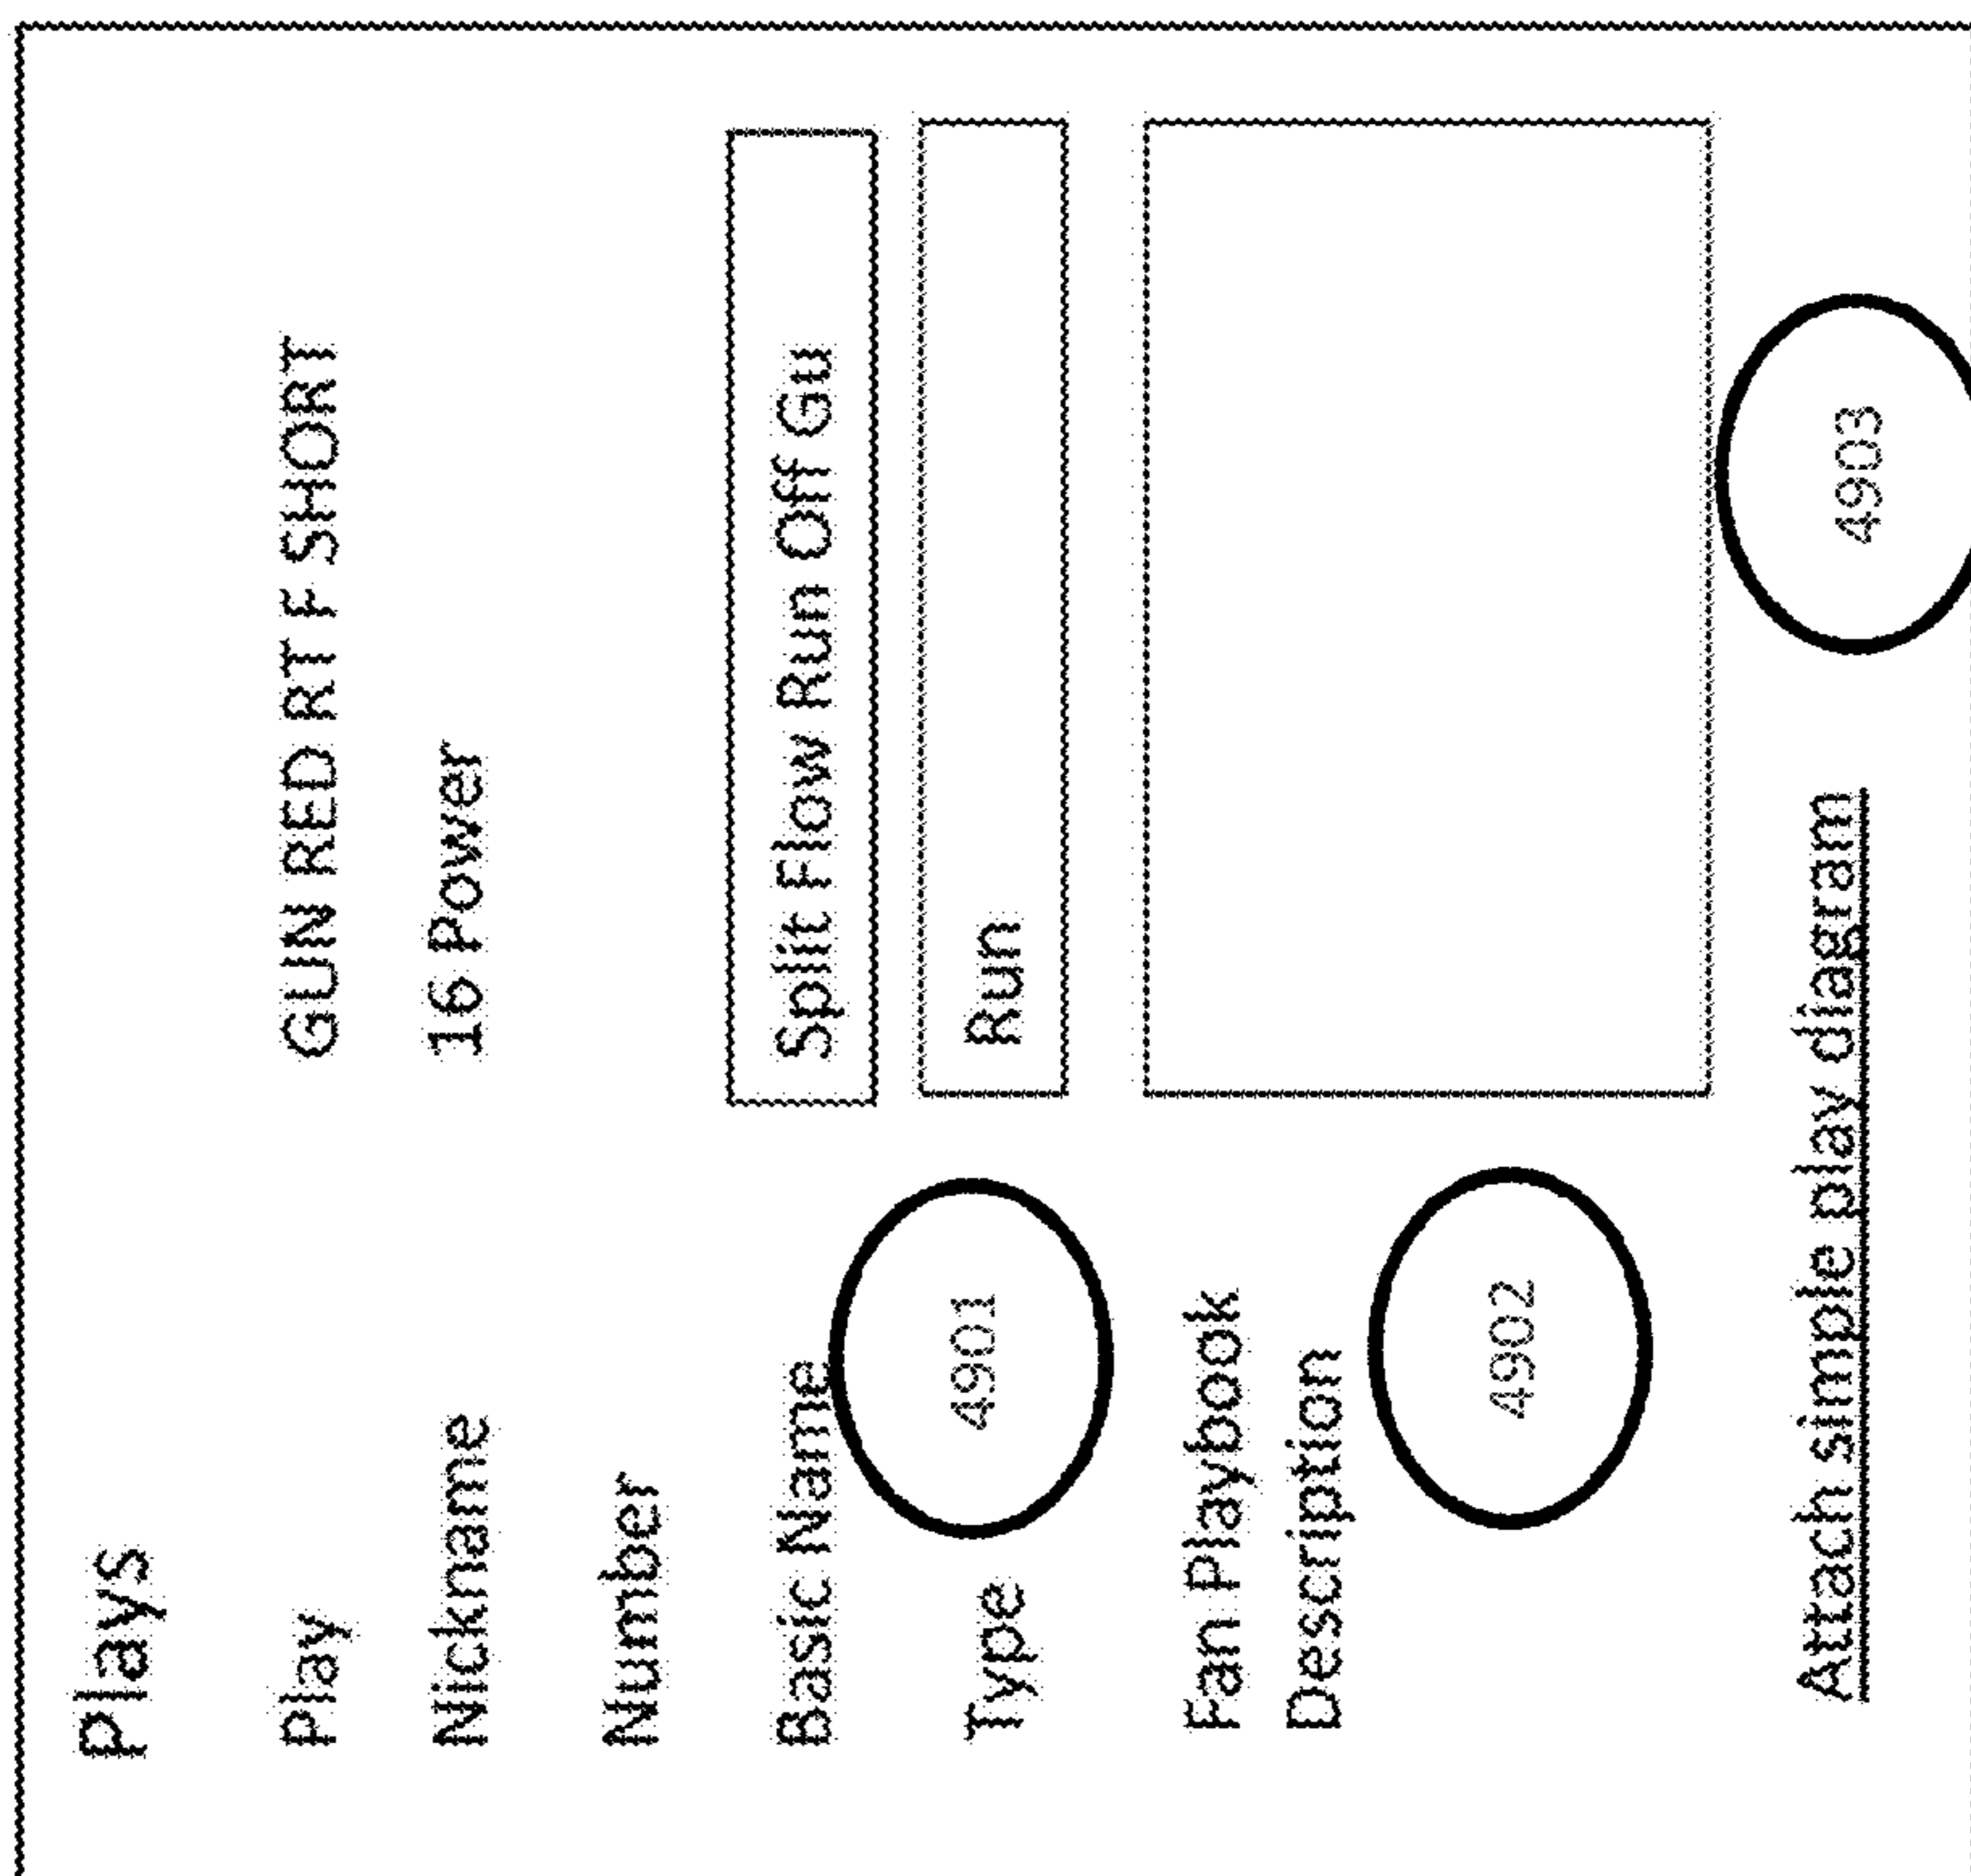 Plays
Play GUN RED RT F SHORT
Nickname 16 Power
Number
Basic Name Split Flow Run Off Gu
4901
Type Run
Fan Playbook
Description
4902
Attach simple play diagram 4903